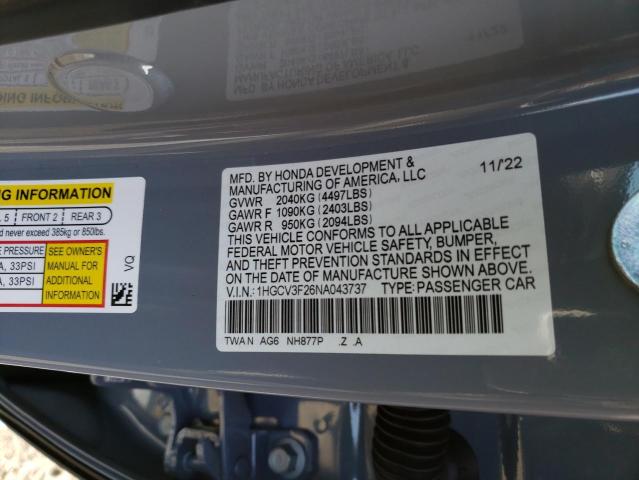 MFD. BY HONDA DEVELOPMENT & 11/22
MANUFACTURING OF AMERICA, LLC
GVWR 2040KG (4497LBS)
GAWR F 1090KG (2403LBS)
GAWR R 950KG (2094LBS)
THIS VEHICLE CONFORMS TO ALL APPLICABLE
FEDERAL MOTOR VEHICLE SAFETY, BUMPER,
AND THEFT PREVENTION STANDARDS IN EFFECT
ON THE DATE OF MANUFACTURE SHOWN ABOVE.
V.I.N.: 1HGCV3F26NA043737 TYPE: PASSENGER CAR
TWAN AG6 NH877P .Z .A
NG INFORMATION
5 FRONT 2 REAR 3
d never exceed 385kg or 850lbs.
E PRESSURE
A, 33PSI
A, 33PSI
SEE OWNER'S
MANUAL FOR
ADDITIONAL
INFORMATION
VQ